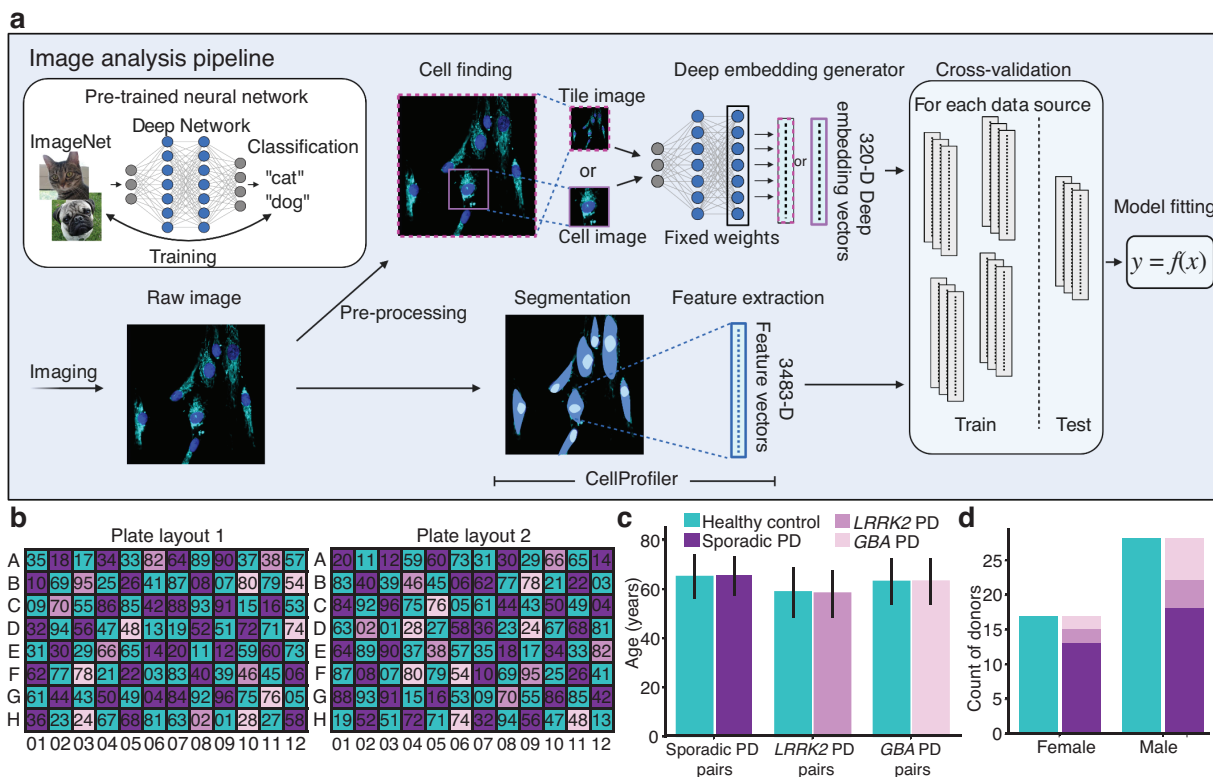 a
Image analysis pipeline
Pre-trained neural network
Deep Network
ImageNet
Classification
"cat"
"dog"
Training
Cell finding
Tile image
or
Cell image
Deep embedding generator
or
Fixed weights
320-D Deep
embedding vectors
Cross-validation
For each data source
Train
Test
Model fitting
y = f(x)
Imaging
Raw image
Pre-processing
Segmentation
Feature extraction
3483-D
Feature vectors
CellProfiler
b
Plate layout 1
A 35 18 17 34 33 82 64 89 90 37 38 57
B 10 69 95 25 26 41 87 08 07 80 79 54
C 09 70 55 86 85 42 88 93 91 15 16 53
D 32 94 56 47 48 13 19 52 51 72 71 74
E 31 30 29 66 65 14 20 11 12 59 60 73
F 62 77 78 21 22 03 83 40 39 46 45 06
G 61 44 43 50 49 04 84 92 96 75 76 05
H 36 23 24 67 68 81 63 02 01 28 27 58
01 02 03 04 05 06 07 08 09 10 11 12
Plate layout 2
A 20 11 12 59 60 73 31 30 29 66 65 14
B 83 40 39 46 45 06 62 77 78 21 22 03
C 84 92 96 75 76 05 61 44 43 50 49 04
D 63 02 01 28 27 58 36 23 24 67 68 81
E 64 89 90 37 38 57 35 18 17 34 33 82
F 87 08 07 80 79 54 10 69 95 25 26 41
G 88 93 91 15 16 53 09 70 55 86 85 42
H 19 52 51 72 71 74 32 94 56 47 48 13
01 02 03 04 05 06 07 08 09 10 11 12
c
Healthy control
Sporadic PD
LRRK2 PD
GBA PD
Age (years)
80
60
40
20
0
Sporadic PD
pairs
LRRK2 PD
pairs
GBA PD
pairs
d
Count of donors
25
20
15
10
5
0
Female
Male